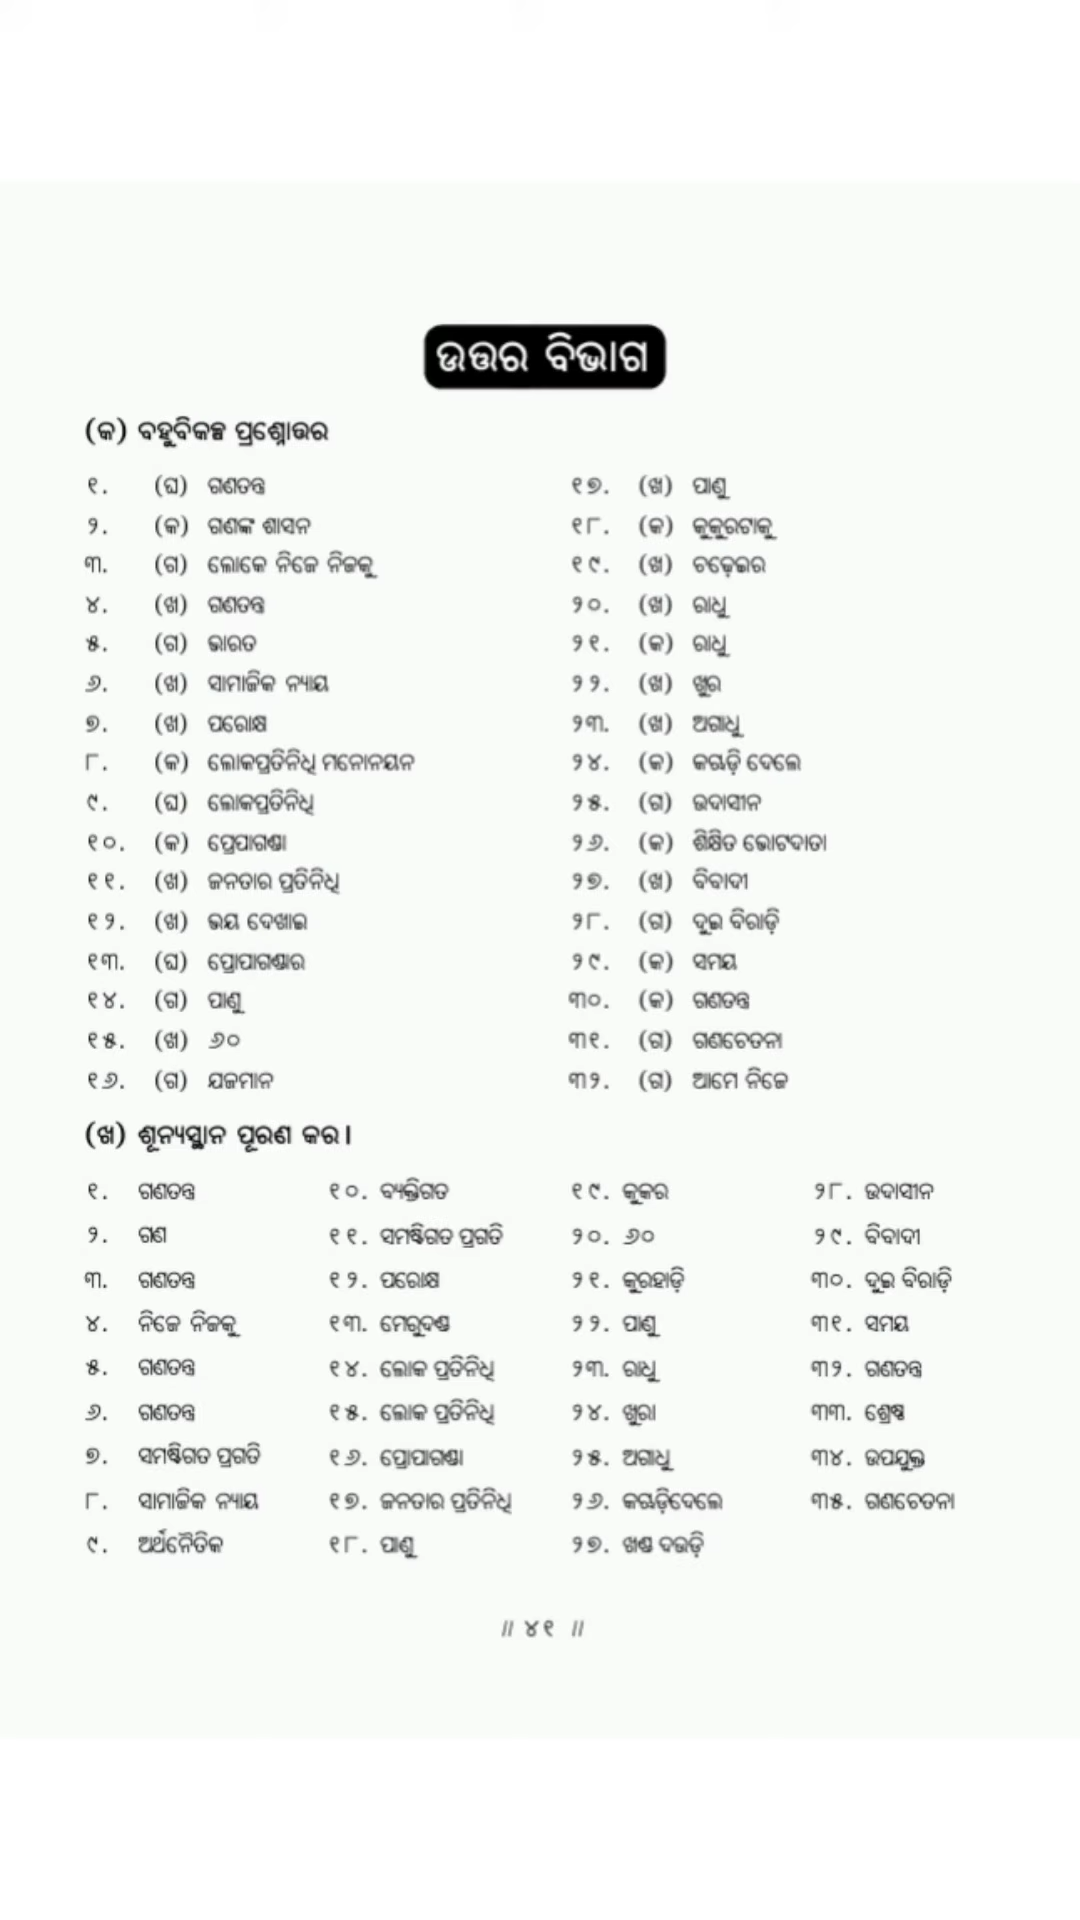 ଉତ୍ତର ବିଭାଗ
(କ) ବହୁବିକଳ୍ପ ପ୍ରଶ୍ନୋତ୍ତର
୧. (ଘ) ଗଣତନ୍ତ୍ର
୨. (କ) ଗଣଙ୍କ ଶାସନ
୩. (ଗ) ଲୋକେ ନିଜେ ନିଜକୁ
୪. (ଖ) ଗଣତନ୍ତ୍ର
୫. (ଗ) ଭାରତ
୬. (ଖ) ସାମାଜିକ ନ୍ୟାୟ
୭. (ଖ) ପରୋକ୍ଷ
୮. (କ) ଲୋକପ୍ରତିନିଧି ମନୋନୟନ
୯. (ଘ) ଲୋକପ୍ରତିନିଧି
୧୦. (କ) ପ୍ରେପାଗଣ୍ଡା
୧୧. (ଖ) ଜନତାର ପ୍ରତିନିଧି
୧୨. (ଖ) ଭୟ ଦେଖାଇ
୧୩. (ଘ) ପ୍ରୋପାଗଣ୍ଡାର
୧୪. (ଗ) ପାଣୁ
୧୫. (ଖ) ୬୦
୧୬. (ଗ) ଯଜମାନ
୧୭. (ଖ) ପାଣୁ
୧୮. (କ) କୁକୁରଟାକୁ
୧୯. (ଖ) ଚଢ଼େଇର
୨୦. (ଖ) ରାଧୁ
୨୧. (କ) ରାଧୁ
୨୨. (ଖ) ଖୁର
୨୩. (ଖ) ଅଗାଧୁ
୨୪. (କ) କଅଡ଼ି ଦେଲେ
୨୫. (ଗ) ଉଦାସୀନ
୨୬. (କ) ଶିକ୍ଷିତ ଭୋଟଦାତା
୨୭. (ଖ) ବିବାଦୀ
୨୮. (ଗ) ଦୁଇ ବିରାଡ଼ି
୨୯. (କ) ସମୟ
୩୦. (କ) ଗଣତନ୍ତ୍ର
୩୧. (ଗ) ଗଣଚେତନା
୩୨. (ଗ) ଆମେ ନିଜେ
(ଖ) ଶୂନ୍ୟସ୍ଥାନ ପୂରଣ କର।
୧. ଗଣତନ୍ତ୍ର
୨. ଗଣ
୩. ଗଣତନ୍ତ୍ର
୪. ନିଜେ ନିଜକୁ
୫. ଗଣତନ୍ତ୍ର
୬. ଗଣତନ୍ତ୍ର
୭. ସମଷ୍ଟିଗତ ପ୍ରଗତି
୮. ସାମାଜିକ ନ୍ୟାୟ
୯. ଅର୍ଥନୈତିକ
୧୦. ବ୍ୟକ୍ତିଗତ
୧୧. ସମଷ୍ଟିଗତ ପ୍ରଗତି
୧୨. ପରୋକ୍ଷ
୧୩. ମେରୁଦଣ୍ଡ
୧୪. ଲୋକ ପ୍ରତିନିଧି
୧୫. ଲୋକ ପ୍ରତିନିଧି
୧୬. ପ୍ରୋପାଗଣ୍ଡା
୧୭. ଜନତାର ପ୍ରତିନିଧି
୧୮. ପାଣୁ
୧୯. କୁକର
୨୦. ୬୦
୨୧. କୁରହାଡ଼ି
୨୨. ପାଣୁ
୨୩. ରାଧୁ
୨୪. ଖୁରା
୨୫. ଅଗାଧୁ
୨୬. କଅଡ଼ିଦେଲେ
୨୭. ଖଣ୍ଡ ଦଉଡ଼ି
୨୮. ଉଦାସୀନ
୨୯. ବିବାଦୀ
୩୦. ଦୁଇ ବିରାଡ଼ି
୩୧. ସମୟ
୩୨. ଗଣତନ୍ତ୍ର
୩୩. ଶ୍ରେଷ୍ଠ
୩୪. ଉପଯୁକ୍ତ
୩୫. ଗଣଚେତନା
// ୪୧ //